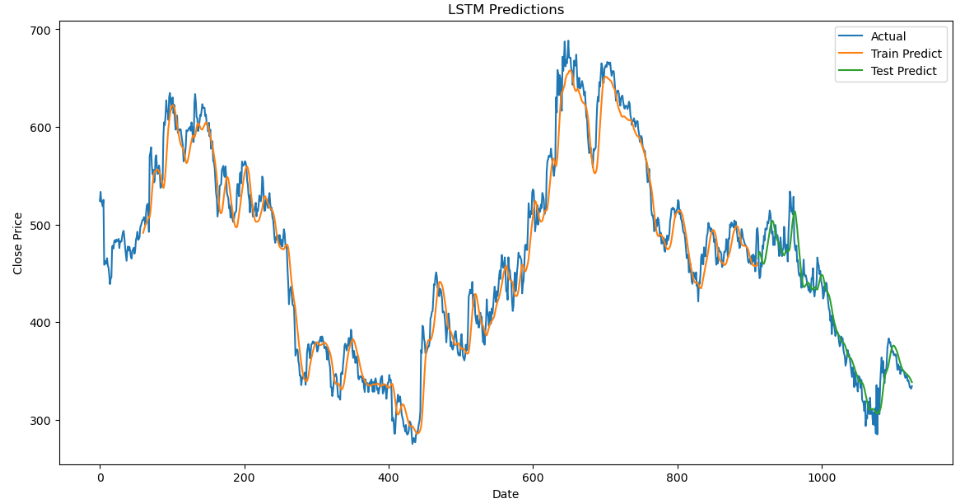 LSTM Predictions
Actual
Train Predict
Test Predict
Close Price
700
600
500
400
300
0
200
400
600
800
1000
Date